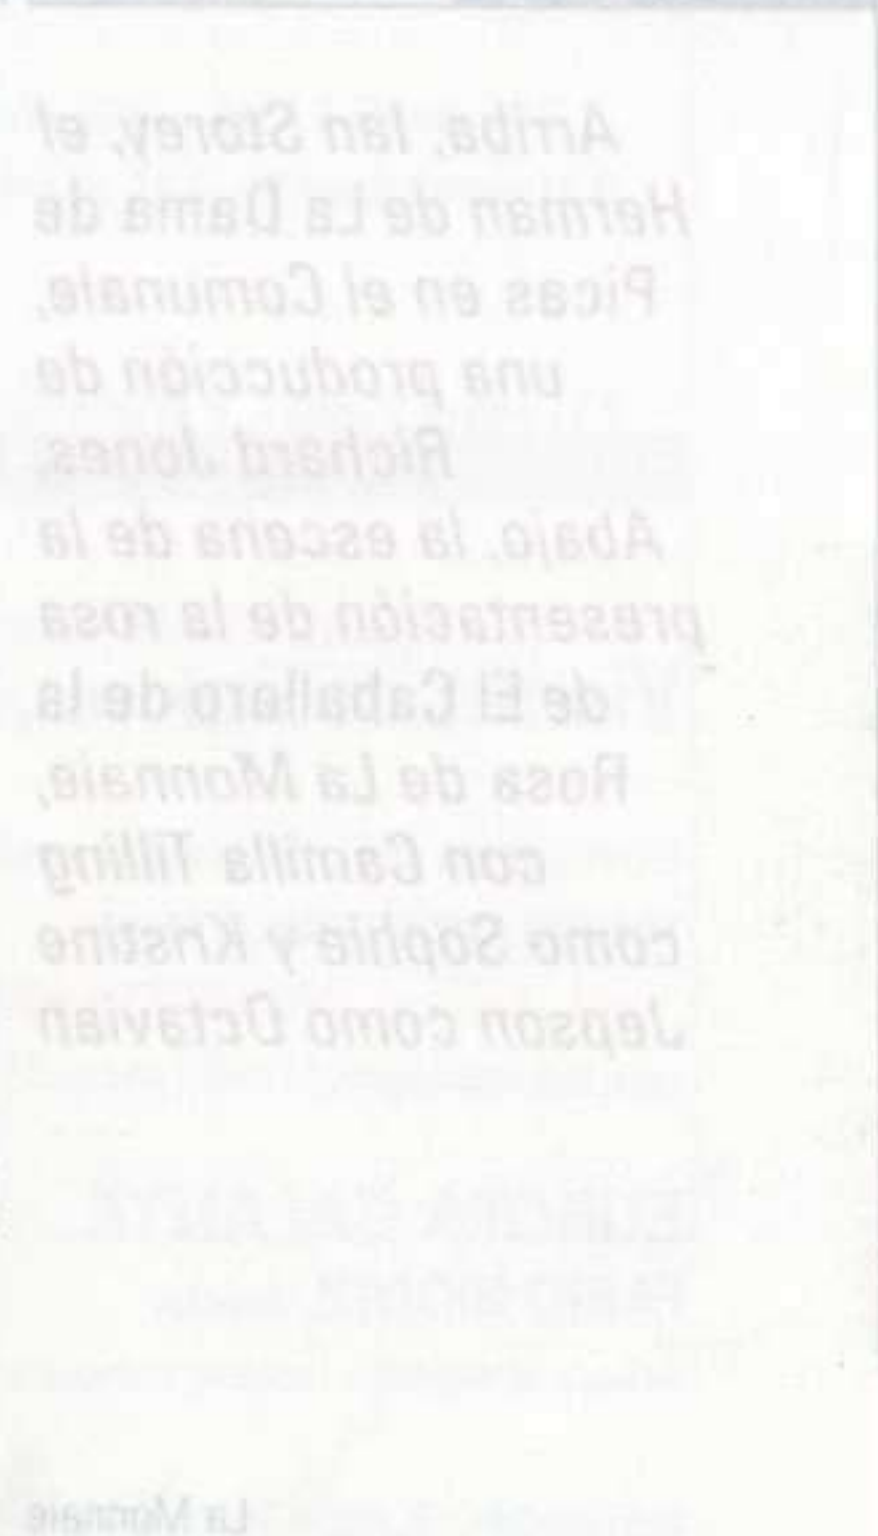 Arriba, Ian Storey, el
Herman de La Dama de
Picas en el Comunale,
una producción de
Richard Jones,
Abajo, la escena de la
presentación de la rosa
de El Caballero de la
Rosa de La Monnaie,
con Camilla Tilling
como Sophie y Kristine
Jepson como Octavian
La Monnaie